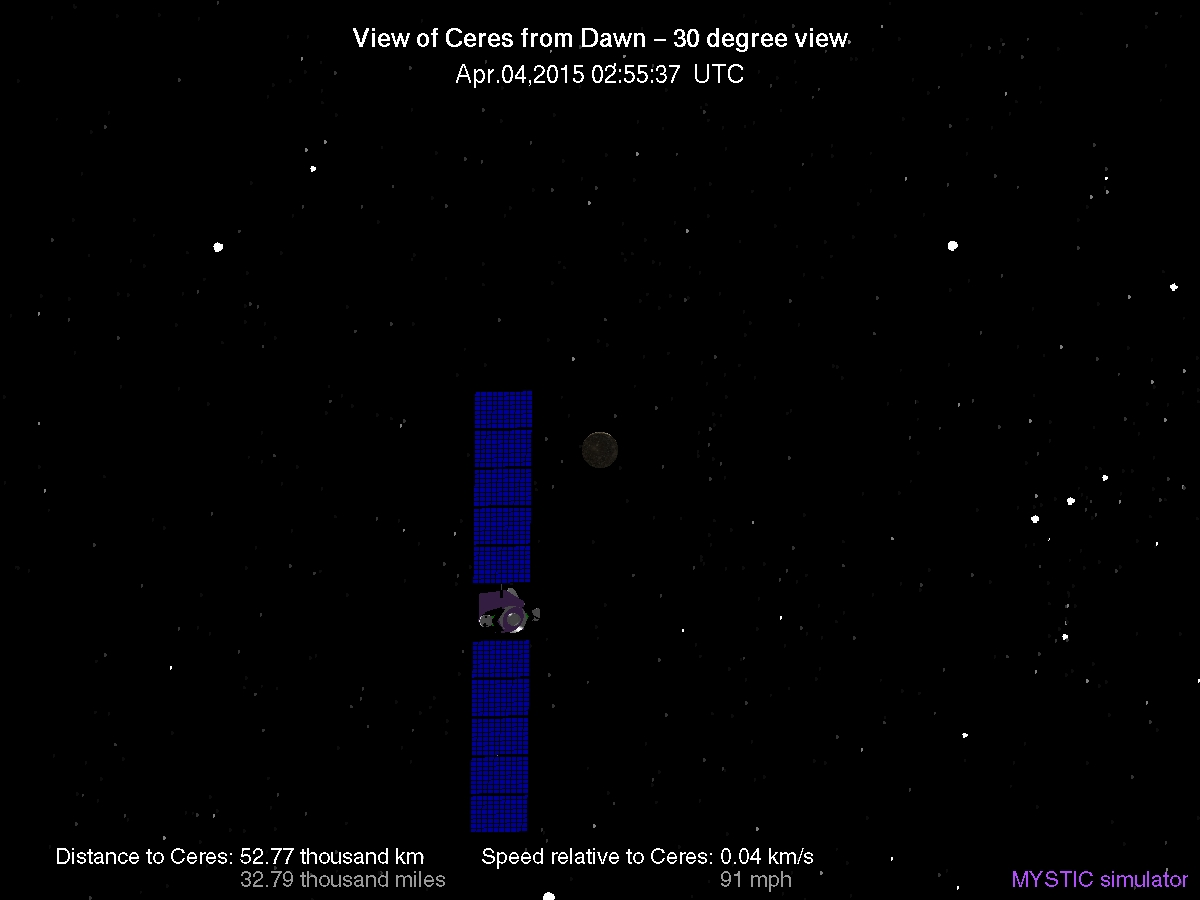 View of Ceres from Dawn – 30 degree view
Apr.04,2015 02:55:37 UTC
Distance to Ceres: 52.77 thousand km
32.79 thousand miles
Speed relative to Ceres: 0.04 km/s
91 mph
MYSTIC simulator